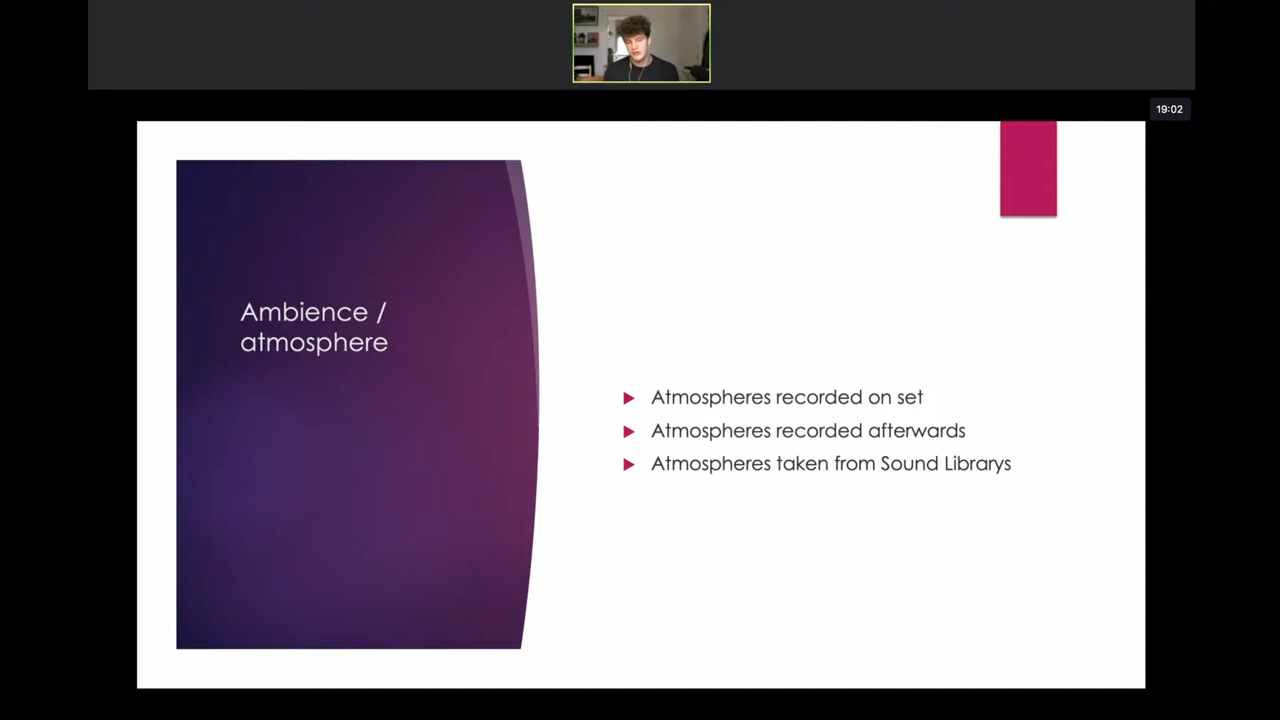 19:02
Ambience /
atmosphere
Atmospheres recorded on set
Atmospheres recorded afterwards
Atmospheres taken from Sound Librarys